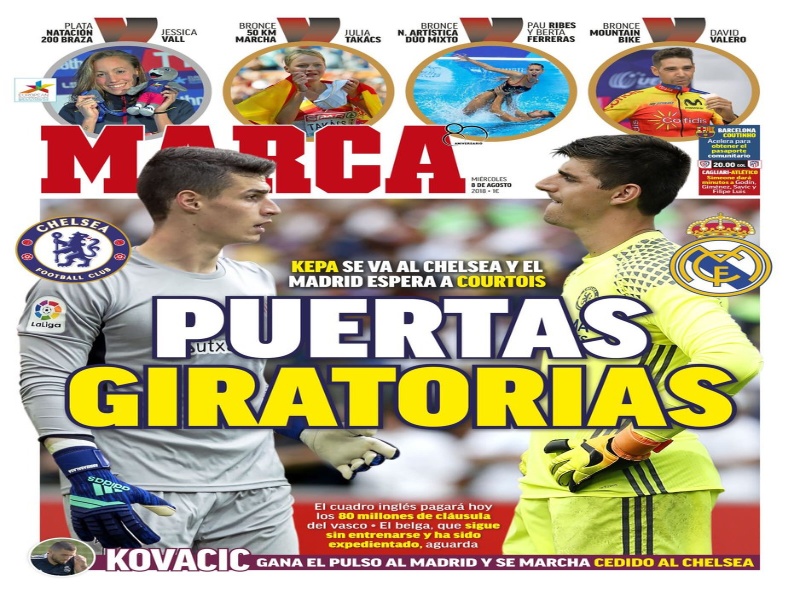 PLATA
NATACIÓN
200 BRAZA
JESSICA
VALL
BRONCE
50 KM
MARCHA
JULIA
TAKÁCS
BRONCE
N. ARTÍSTICA
DÚO MIXTO
PAU RIBES
Y BERTA
FERRERAS
BRONCE
MOUNTAIN
BIKE
DAVID
VALERO
TAKACS
Cofidis
MARCA
80
ANIVERSARIO
MIÉRCOLES
8 DE AGOSTO
2018 • 1€
BARCELONA
COUTINHO
Acelera para
obtener el
pasaporte
comunitario
20.00 GOL
CAGLIARI-ATLÉTICO
Simeone dará
minutos a Godín,
Giménez, Savic y
Filipe Luis
CHELSEA
FOOTBALL CLUB
LaLiga
KEPA SE VA AL CHELSEA Y EL
MADRID ESPERA A COURTOIS
PUERTAS
GIRATORIAS
sutx
adidas
El cuadro inglés pagará hoy
los 80 millones de cláusula
del vasco • El belga, que sigue
sin entrenarse y ha sido
expedientado, aguarda
KOVACIC GANA EL PULSO AL MADRID Y SE MARCHA CEDIDO AL CHELSEA